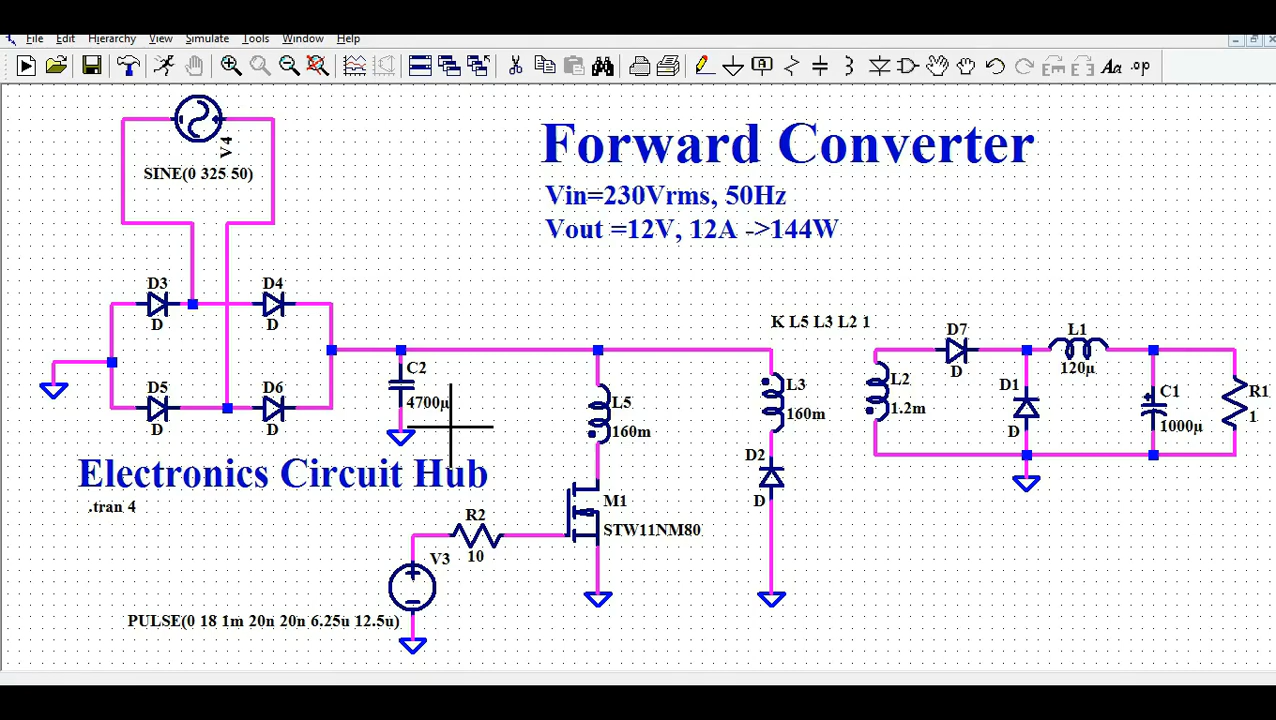 File Edit Hierarchy View Simulate Tools Window Help
Aa .op
V4
SINE(0 325 50)
Forward Converter
Vin=230Vrms, 50Hz
Vout =12V, 12A ->144W
D3
D
D4
D
D5
D
D6
D
C2
4700µ
L5
160m
K L5 L3 L2 1
L3
160m
D2
D
L2
1.2m
D7
D
D1
D
L1
120µ
C1
1000µ
R1
1
Electronics Circuit Hub
.tran 4
M1
STW11NM80
R2
10
V3
PULSE(0 18 1m 20n 20n 6.25u 12.5u)